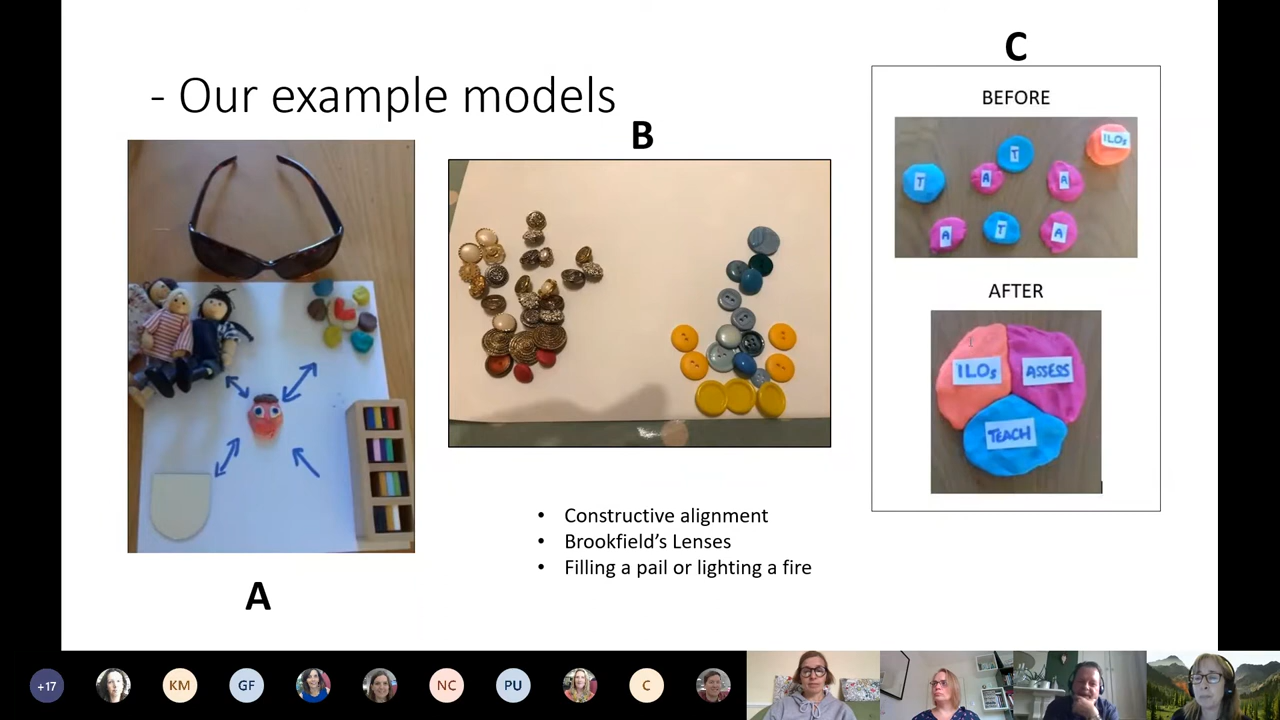 - Our example models
A
B
C
BEFORE
T
T
A
A
ILOs
A
T
A
AFTER
ILOs
ASSESS
TEACH
• Constructive alignment
• Brookfield's Lenses
• Filling a pail or lighting a fire
+17
KM
GF
NC
PU
C